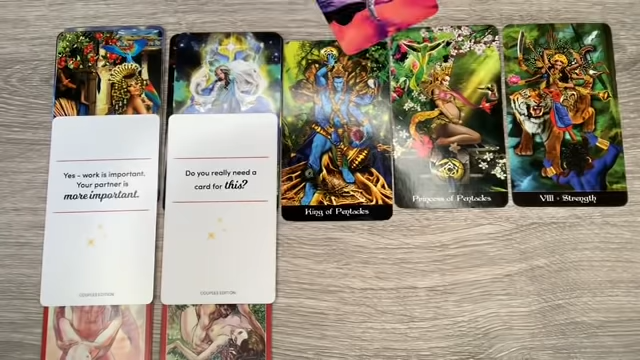 Yes - work is important.
Your partner is
more important.
COUPLES EDITION
Do you really need a
card for this?
COUPLES EDITION
King of Pentacles
Princess of Pentacles
VIII - Strength